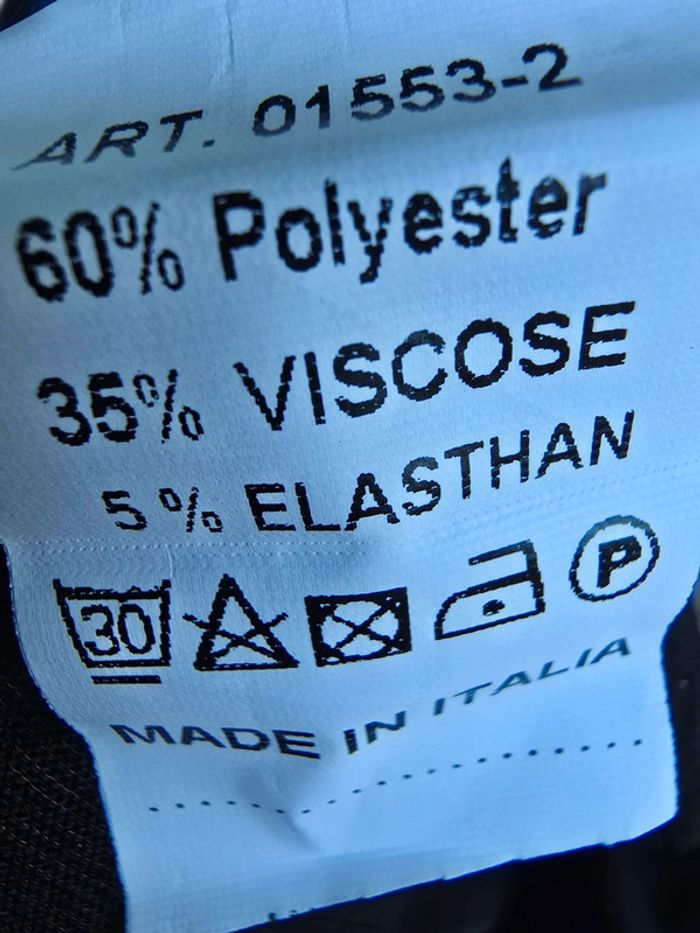 ART. 01553-2
60% Polyester
35% VISCOSE
5% ELASTHAN
30 P
MADE IN ITALIA